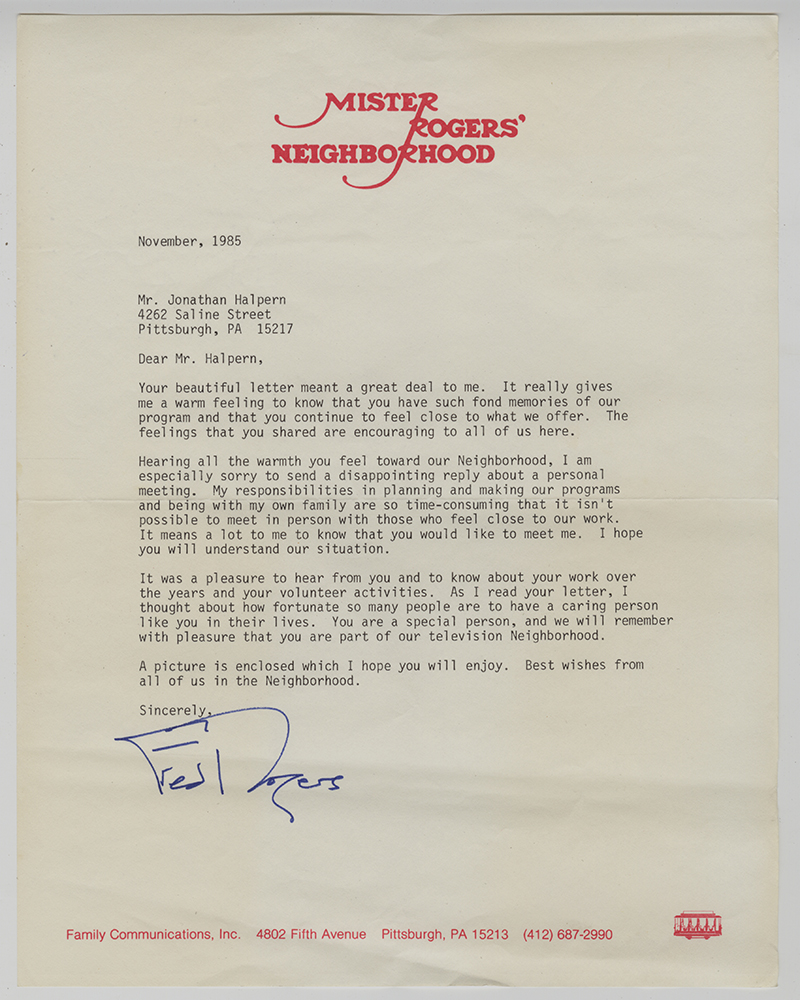 MISTER
ROGERS'
NEIGHBORHOOD
November, 1985
Mr. Jonathan Halpern
4262 Saline Street
Pittsburgh, PA 15217
Dear Mr. Halpern,
Your beautiful letter meant a great deal to me. It really gives
me a warm feeling to know that you have such fond memories of our
program and that you continue to feel close to what we offer. The
feelings that you shared are encouraging to all of us here.
Hearing all the warmth you feel toward our Neighborhood, I am
especially sorry to send a disappointing reply about a personal
meeting. My responsibilities in planning and making our programs
and being with my own family are so time-consuming that it isn't
possible to meet in person with those who feel close to our work.
It means a lot to me to know that you would like to meet me. I hope
you will understand our situation.
It was a pleasure to hear from you and to know about your work over
the years and your volunteer activities. As I read your letter, I
thought about how fortunate so many people are to have a caring person
like you in their lives. You are a special person, and we will remember
with pleasure that you are part of our television Neighborhood.
A picture is enclosed which I hope you will enjoy. Best wishes from
all of us in the Neighborhood.
Sincerely,
Fred Rogers
Family Communications, Inc. 4802 Fifth Avenue Pittsburgh, PA 15213 (412) 687-2990